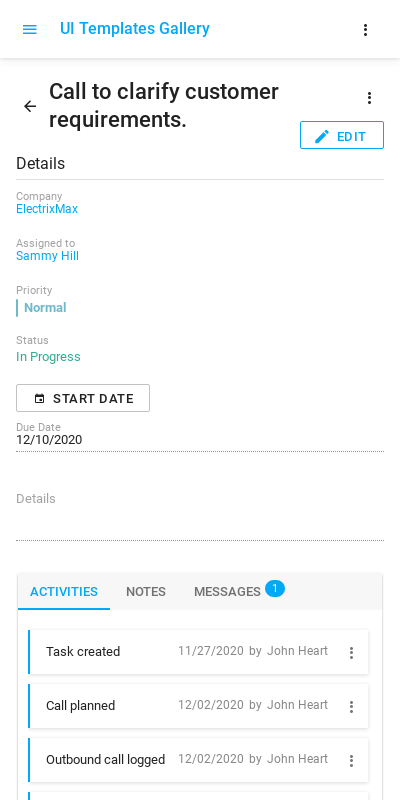 UI Templates Gallery
Call to clarify customer
requirements.
EDIT
Details
Company
ElectrixMax
Assigned to
Sammy Hill
Priority
Normal
Status
In Progress
START DATE
Due Date
12/10/2020
Details
ACTIVITIES NOTES MESSAGES 1
Task created 11/27/2020 by John Heart
Call planned 12/02/2020 by John Heart
Outbound call logged 12/02/2020 by John Heart